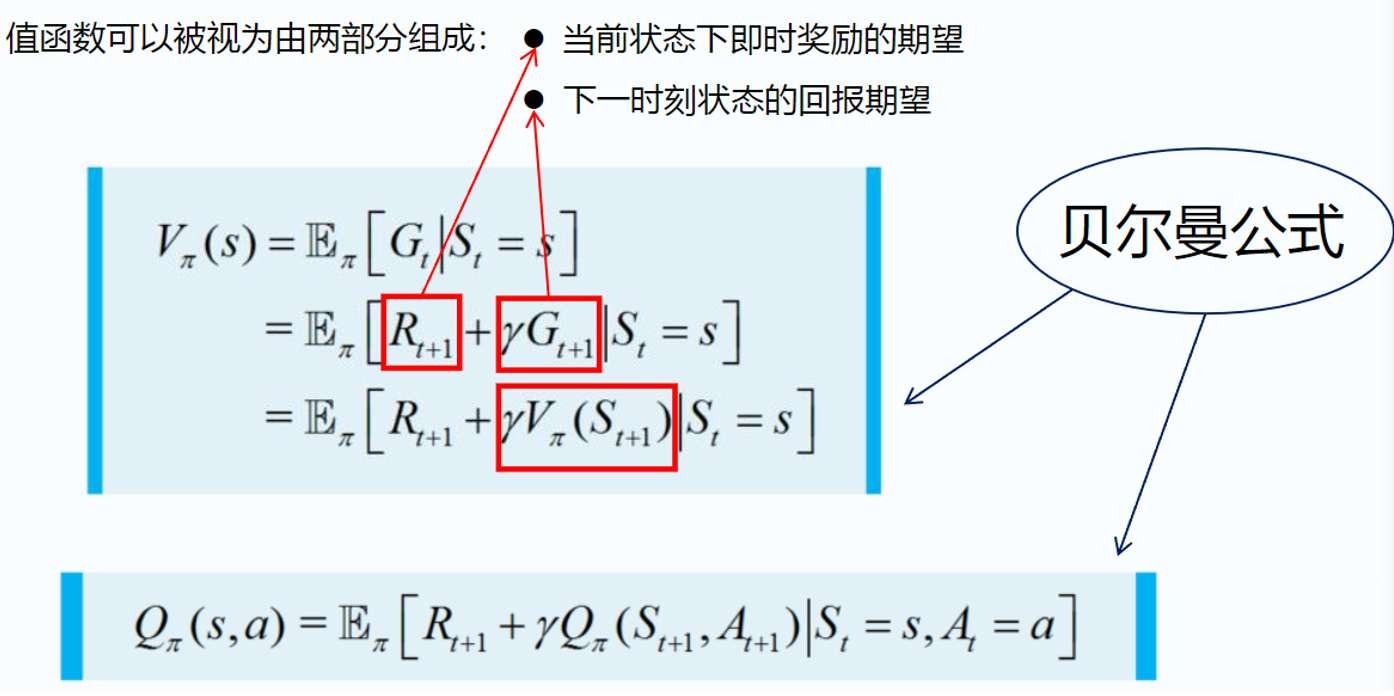 值函数可以被视为由两部分组成： ● 当前状态下即时奖励的期望
● 下一时刻状态的回报期望
贝尔曼公式
V_π(s) = 𝔼_π[G_t|S_t = s]
= 𝔼_π[R_{t+1} + γG_{t+1}|S_t = s]
= 𝔼_π[R_{t+1} + γV_π(S_{t+1})|S_t = s]
Q_π(s,a) = 𝔼_π[R_{t+1} + γQ_π(S_{t+1}, A_{t+1})|S_t = s, A_t = a]